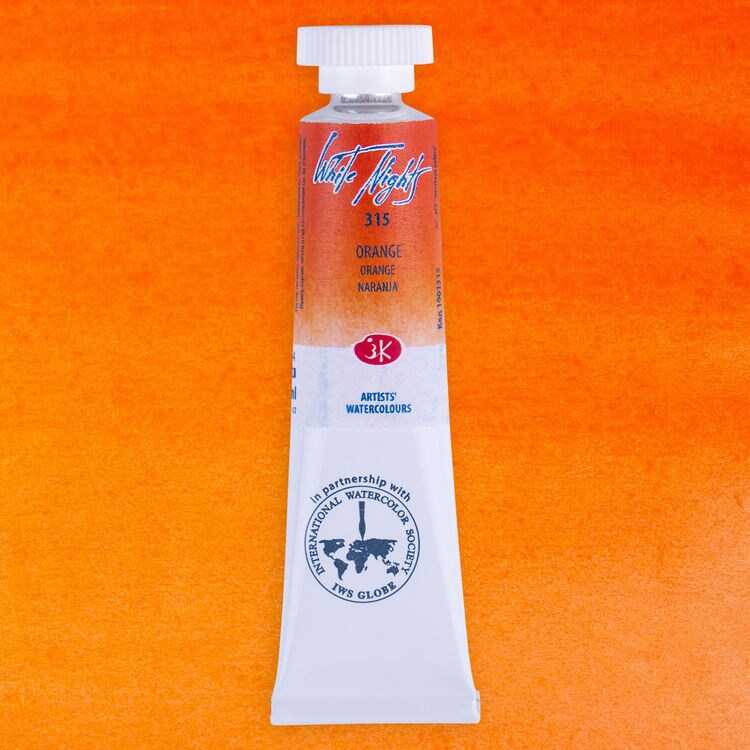 White Nights
315
ORANGE
ORANGE
NARANJA
ЗК
ARTISTS'
WATERCOLOURS
in partnership with
INTERNATIONAL WATERCOLOR SOCIETY
IWS GLOBE